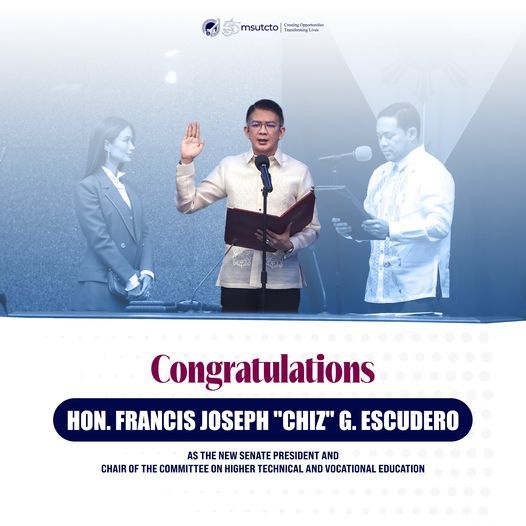 msutcto
Creating Opportunities
Transforming Lives
Congratulations
HON. FRANCIS JOSEPH "CHIZ" G. ESCUDERO
AS THE NEW SENATE PRESIDENT AND
CHAIR OF THE COMMITTEE ON HIGHER TECHNICAL AND VOCATIONAL EDUCATION